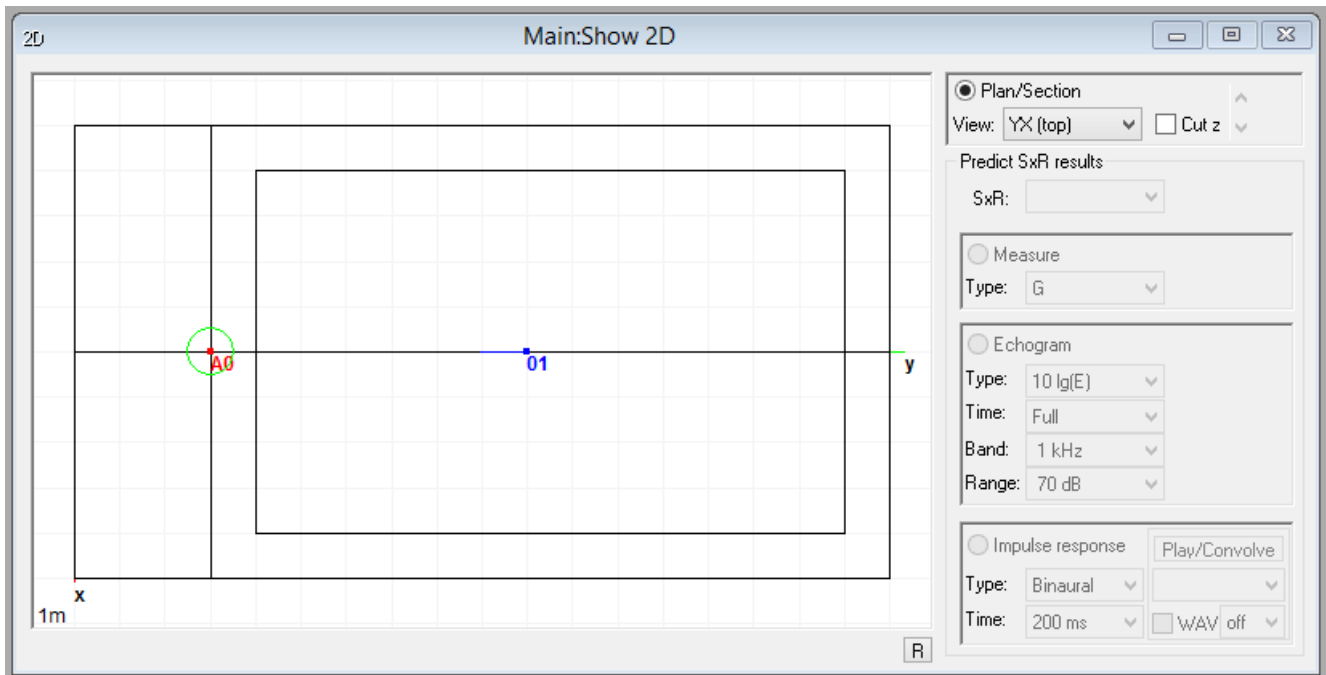 2D
Main:Show 2D
A0
01
y
x
1m
R
Plan/Section
View: YX (top) Cut z
Predict SxR results
SxR:
Measure
Type: G
Echogram
Type: 10 lg(E)
Time: Full
Band: 1 kHz
Range: 70 dB
Impulse response Play/Convolve
Type: Binaural
Time: 200 ms WAV off